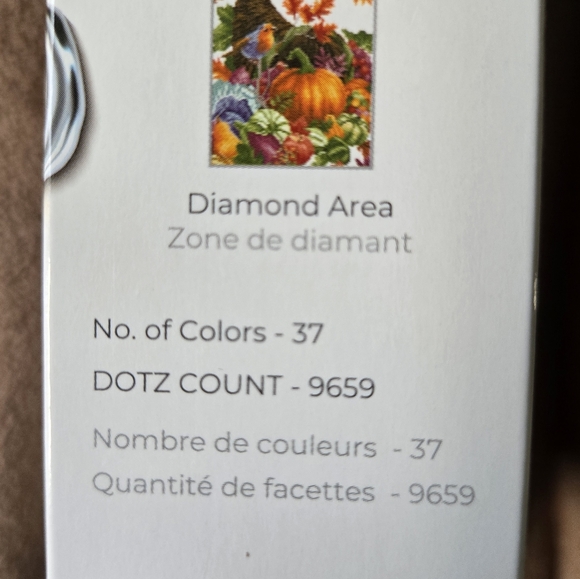 Diamond Area
Zone de diamant
No. of Colors - 37
DOTZ COUNT - 9659
Nombre de couleurs - 37
Quantité de facettes - 9659